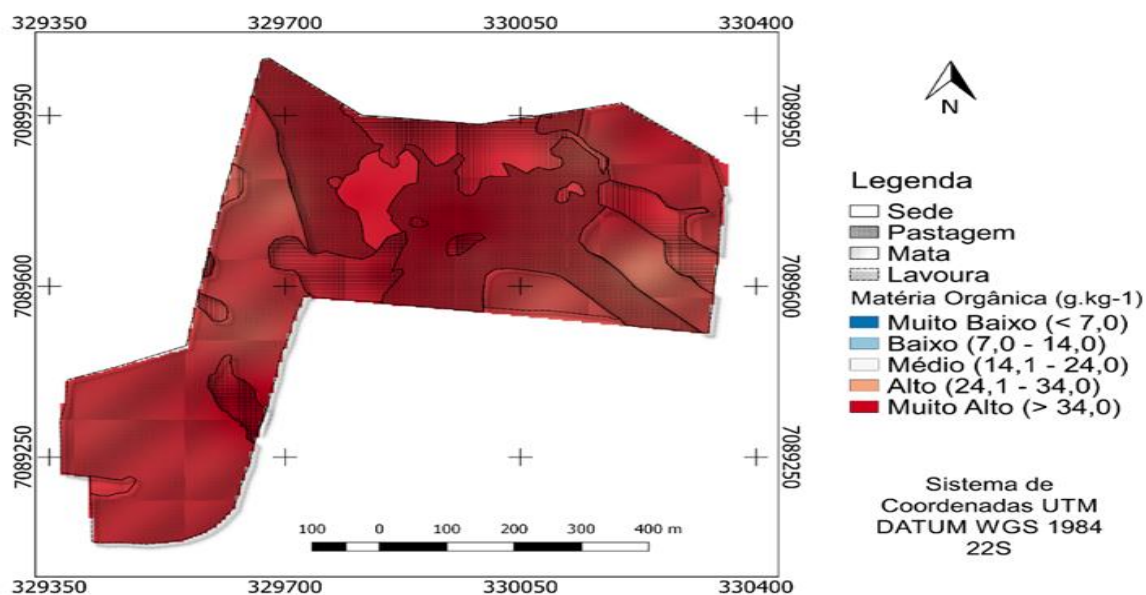 329350 329700 330050 330400
7089950 7089950
7089600 7089600
7089250 7089250
100 0 100 200 300 400 m
329350 329700 330050 330400
N
Legenda
Sede
Pastagem
Mata
Lavoura
Matéria Orgânica (g.kg-1)
Muito Baixo (< 7,0)
Baixo (7,0 - 14,0)
Médio (14,1 - 24,0)
Alto (24,1 - 34,0)
Muito Alto (> 34,0)
Sistema de
Coordenadas UTM
DATUM WGS 1984
22S